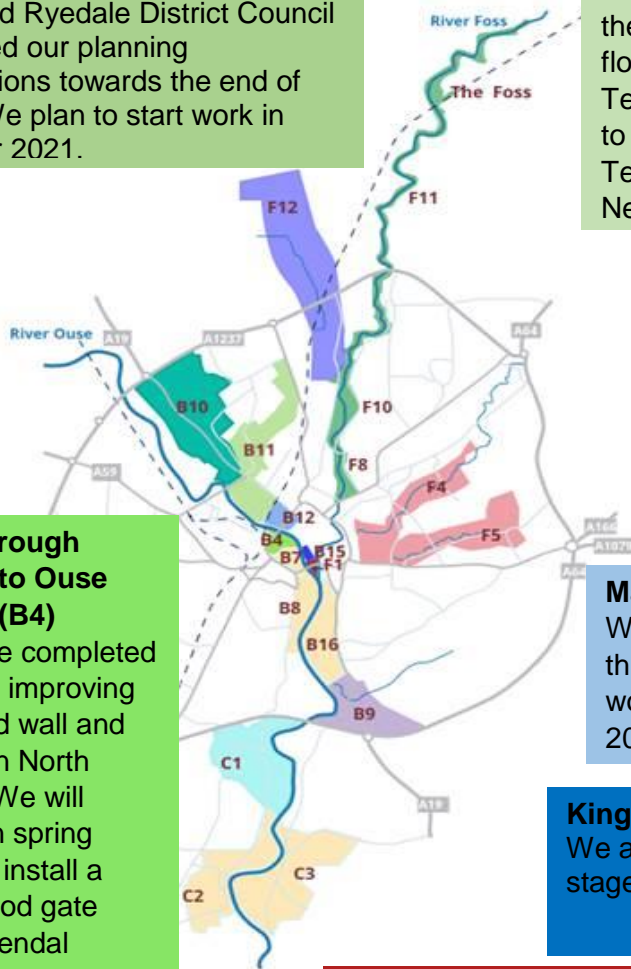 d Ryedale District Council
ed our planning
ions towards the end of
We plan to start work in
r 2021.
the
flo
Te
to
Te
Ne
River Foss
The Foss
F11
F12
River Ouse
A19
A1237
A64
B10
F10
B11
F8
A59
F4
B12
F5
A166
B4
A1079
B15
B7
F1
A64
B8
B16
B9
C1
A19
C3
C2
rough
to Ouse
(B4)
e completed
improving
d wall and
n North
We will
n spring
install a
od gate
endal
M
W
th
wo
20
King
We a
stage